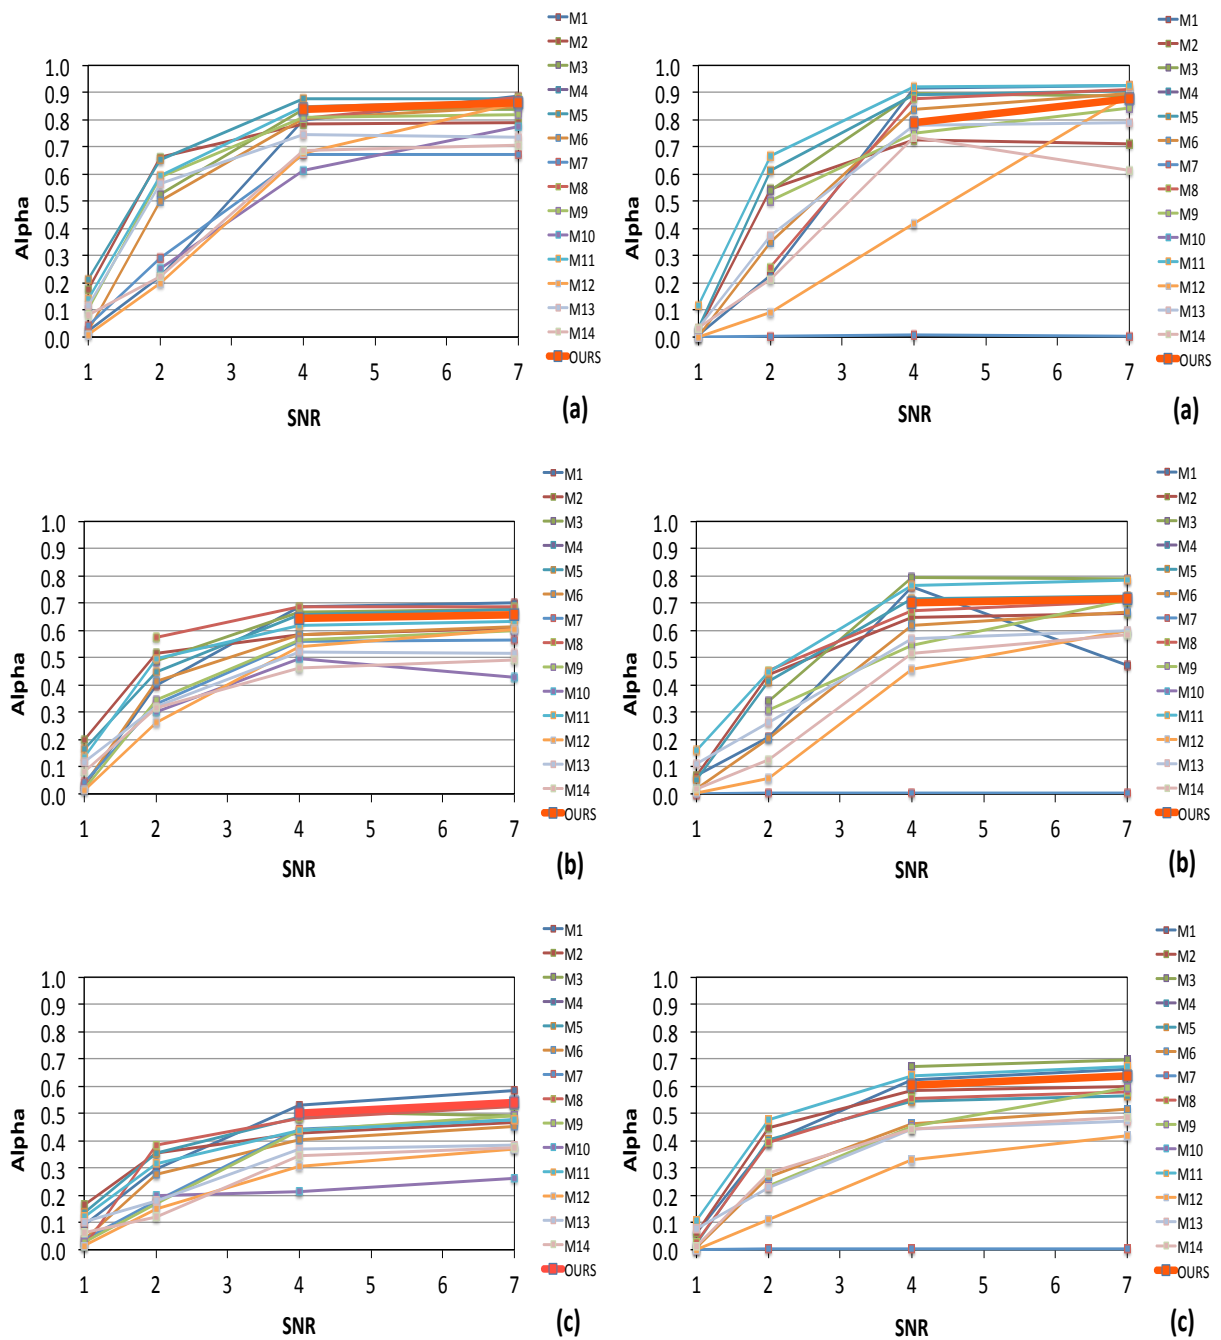 M1
M2
M3
M4
M5
M6
M7
M8
M9
M10
M11
M12
M13
M14
OURS
1.0
0.9
0.8
0.7
0.6
0.5
0.4
0.3
0.2
0.1
0.0
Alpha
1 2 3 4 5 6 7
SNR
(a)
M1
M2
M3
M4
M5
M6
M7
M8
M9
M10
M11
M12
M13
M14
OURS
1.0
0.9
0.8
0.7
0.6
0.5
0.4
0.3
0.2
0.1
0.0
Alpha
1 2 3 4 5 6 7
SNR
(a)
M1
M2
M3
M4
M5
M6
M7
M8
M9
M10
M11
M12
M13
M14
OURS
1.0
0.9
0.8
0.7
0.6
0.5
0.4
0.3
0.2
0.1
0.0
Alpha
1 2 3 4 5 6 7
SNR
(b)
M1
M2
M3
M4
M5
M6
M7
M8
M9
M10
M11
M12
M13
M14
OURS
1.0
0.9
0.8
0.7
0.6
0.5
0.4
0.3
0.2
0.1
0.0
Alpha
1 2 3 4 5 6 7
SNR
(b)
M1
M2
M3
M4
M5
M6
M7
M8
M9
M10
M11
M12
M13
M14
OURS
1.0
0.9
0.8
0.7
0.6
0.5
0.4
0.3
0.2
0.1
0.0
Alpha
1 2 3 4 5 6 7
SNR
(c)
M1
M2
M3
M4
M5
M6
M7
M8
M9
M10
M11
M12
M13
M14
OURS
1.0
0.9
0.8
0.7
0.6
0.5
0.4
0.3
0.2
0.1
0.0
Alpha
1 2 3 4 5 6 7
SNR
(c)